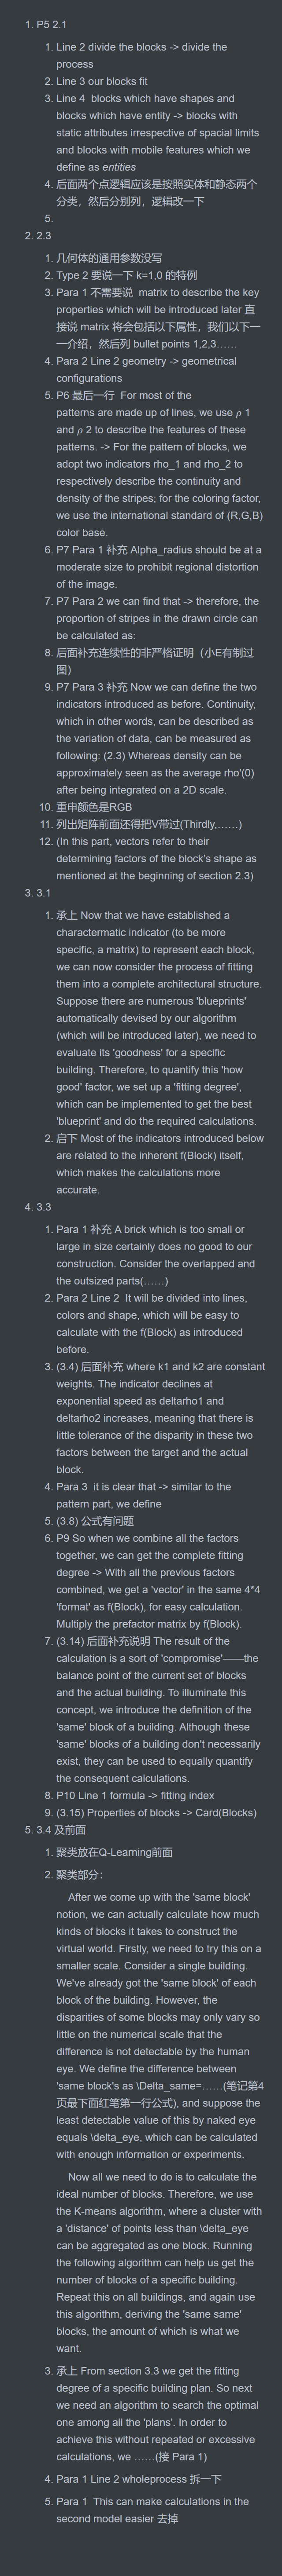 1. P5 2.1
1. Line 2 divide the blocks -> divide the
process
2. Line 3 our blocks fit
3. Line 4  blocks which have shapes and
blocks which have entity -> blocks with
static attributes irrespective of spacial limits
and blocks with mobile features which we
define as entities
4. 后面两个点逻辑应该是按照实体和静态两个
分类，然后分别列，逻辑改一下
5.
2. 2.3
1. 几何体的通用参数没写
2. Type 2 要说一下 k=1,0 的特例
3. Para 1 不需要说  matrix to describe the key
properties which will be introduced later 直
接说 matrix 将会包括以下属性，我们以下一
一介绍，然后列 bullet points 1,2,3……
4. Para 2 Line 2 geometry -> geometrical
configurations
5. P6 最后一行  For most of the
patterns are made up of lines, we use ρ 1
and ρ 2 to describe the features of these
patterns. -> For the pattern of blocks, we
adopt two indicators rho_1 and rho_2 to
respectively describe the continuity and
density of the stripes; for the coloring factor,
we use the international standard of (R,G,B)
color base.
6. P7 Para 1 补充 Alpha_radius should be at a
moderate size to prohibit regional distortion
of the image.
7. P7 Para 2 we can find that -> therefore, the
proportion of stripes in the drawn circle can
be calculated as:
8. 后面补充连续性的非严格证明（小E有制过
图）
9. P7 Para 3 补充 Now we can define the two
indicators introduced as before. Continuity,
which in other words, can be described as
the variation of data, can be measured as
following: (2.3) Whereas density can be
approximately seen as the average rho'(0)
after being integrated on a 2D scale.
10. 重申颜色是RGB
11. 列出矩阵前面还得把V带过(Thirdly,……)
12. (In this part, vectors refer to their
determining factors of the block's shape as
mentioned at the beginning of section 2.3)
3. 3.1
1. 承上 Now that we have established a
charactermatic indicator (to be more
specific, a matrix) to represent each block,
we can now consider the process of fitting
them into a complete architectural structure.
Suppose there are numerous 'blueprints'
automatically devised by our algorithm
(which will be introduced later), we need to
evaluate its 'goodness' for a specific
building. Therefore, to quantify this 'how
good' factor, we set up a 'fitting degree',
which can be implemented to get the best
'blueprint' and do the required calculations.
2. 启下 Most of the indicators introduced below
are related to the inherent f(Block) itself,
which makes the calculations more
accurate.
4. 3.3
1. Para 1 补充 A brick which is too small or
large in size certainly does no good to our
construction. Consider the overlapped and
the outsized parts(……)
2. Para 2 Line 2  It will be divided into lines,
colors and shape, which will be easy to
calculate with the f(Block) as introduced
before.
3. (3.4) 后面补充 where k1 and k2 are constant
weights. The indicator declines at
exponential speed as deltarho1 and
deltarho2 increases, meaning that there is
little tolerance of the disparity in these two
factors between the target and the actual
block.
4. Para 3  it is clear that -> similar to the
pattern part, we define
5. (3.8) 公式有问题
6. P9 So when we combine all the factors
together, we can get the complete fitting
degree -> With all the previous factors
combined, we get a 'vector' in the same 4*4
'format' as f(Block), for easy calculation.
Multiply the prefactor matrix by f(Block).
7. (3.14) 后面补充说明 The result of the
calculation is a sort of 'compromise'——the
balance point of the current set of blocks
and the actual building. To illuminate this
concept, we introduce the definition of the
'same' block of a building. Although these
'same' blocks of a building don't necessarily
exist, they can be used to equally quantify
the consequent calculations.
8. P10 Line 1 formula -> fitting index
9. (3.15) Properties of blocks -> Card(Blocks)
5. 3.4 及前面
1. 聚类放在Q-Learning前面
2. 聚类部分：
After we come up with the 'same block'
notion, we can actually calculate how much
kinds of blocks it takes to construct the
virtual world. Firstly, we need to try this on a
smaller scale. Consider a single building.
We've already got the 'same block' of each
block of the building. However, the
disparities of some blocks may only vary so
little on the numerical scale that the
difference is not detectable by the human
eye. We define the difference between
'same block's as \Delta_same=……(笔记第4
页最下面红笔第一行公式), and suppose the
least detectable value of this by naked eye
equals \delta_eye, which can be calculated
with enough information or experiments.
Now all we need to do is to calculate the
ideal number of blocks. Therefore, we use
the K-means algorithm, where a cluster with
a 'distance' of points less than \delta_eye
can be aggregated as one block. Running
the following algorithm can help us get the
number of blocks of a specific building.
Repeat this on all buildings, and again use
this algorithm, deriving the 'same same'
blocks, the amount of which is what we
want.
3. 承上 From section 3.3 we get the fitting
degree of a specific building plan. So next
we need an algorithm to search the optimal
one among all the 'plans'. In order to
achieve this without repeated or excessive
calculations, we ……(接 Para 1)
4. Para 1 Line 2 wholeprocess 拆一下
5. Para 1  This can make calculations in the
second model easier 去掉